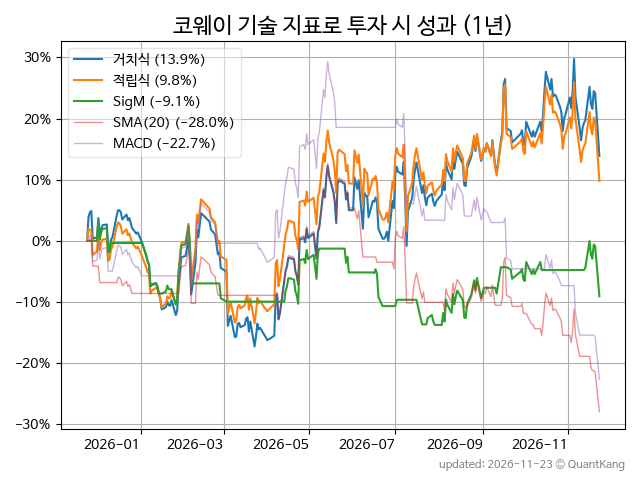 코웨이 기술 지표로 투자 시 성과 (1년)
거치식 (13.9%)
적립식 (9.8%)
SigM (−9.1%)
SMA(20) (−28.0%)
MACD (−22.7%)
30%
20%
10%
0%
−10%
−20%
−30%
2026-01 2026-03 2026-05 2026-07 2026-09 2026-11
updated: 2026-11-23 © QuantKang